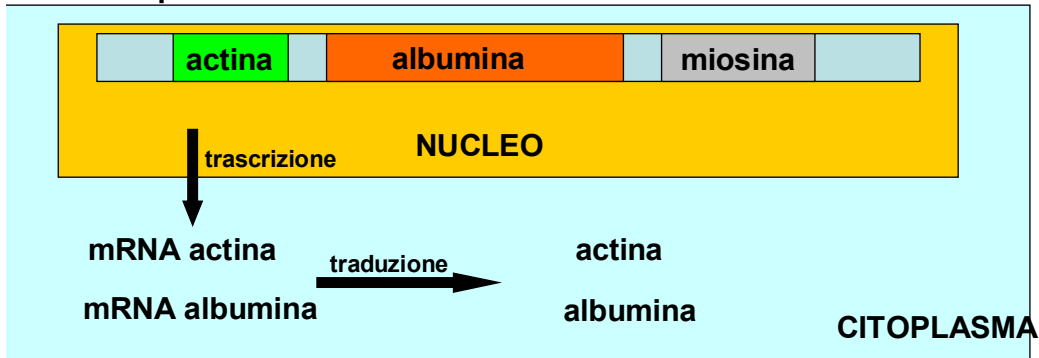 actina albumina miosina
NUCLEO
trascrizione
mRNA actina
traduzione
actina
mRNA albumina
albumina
CITOPLASMA